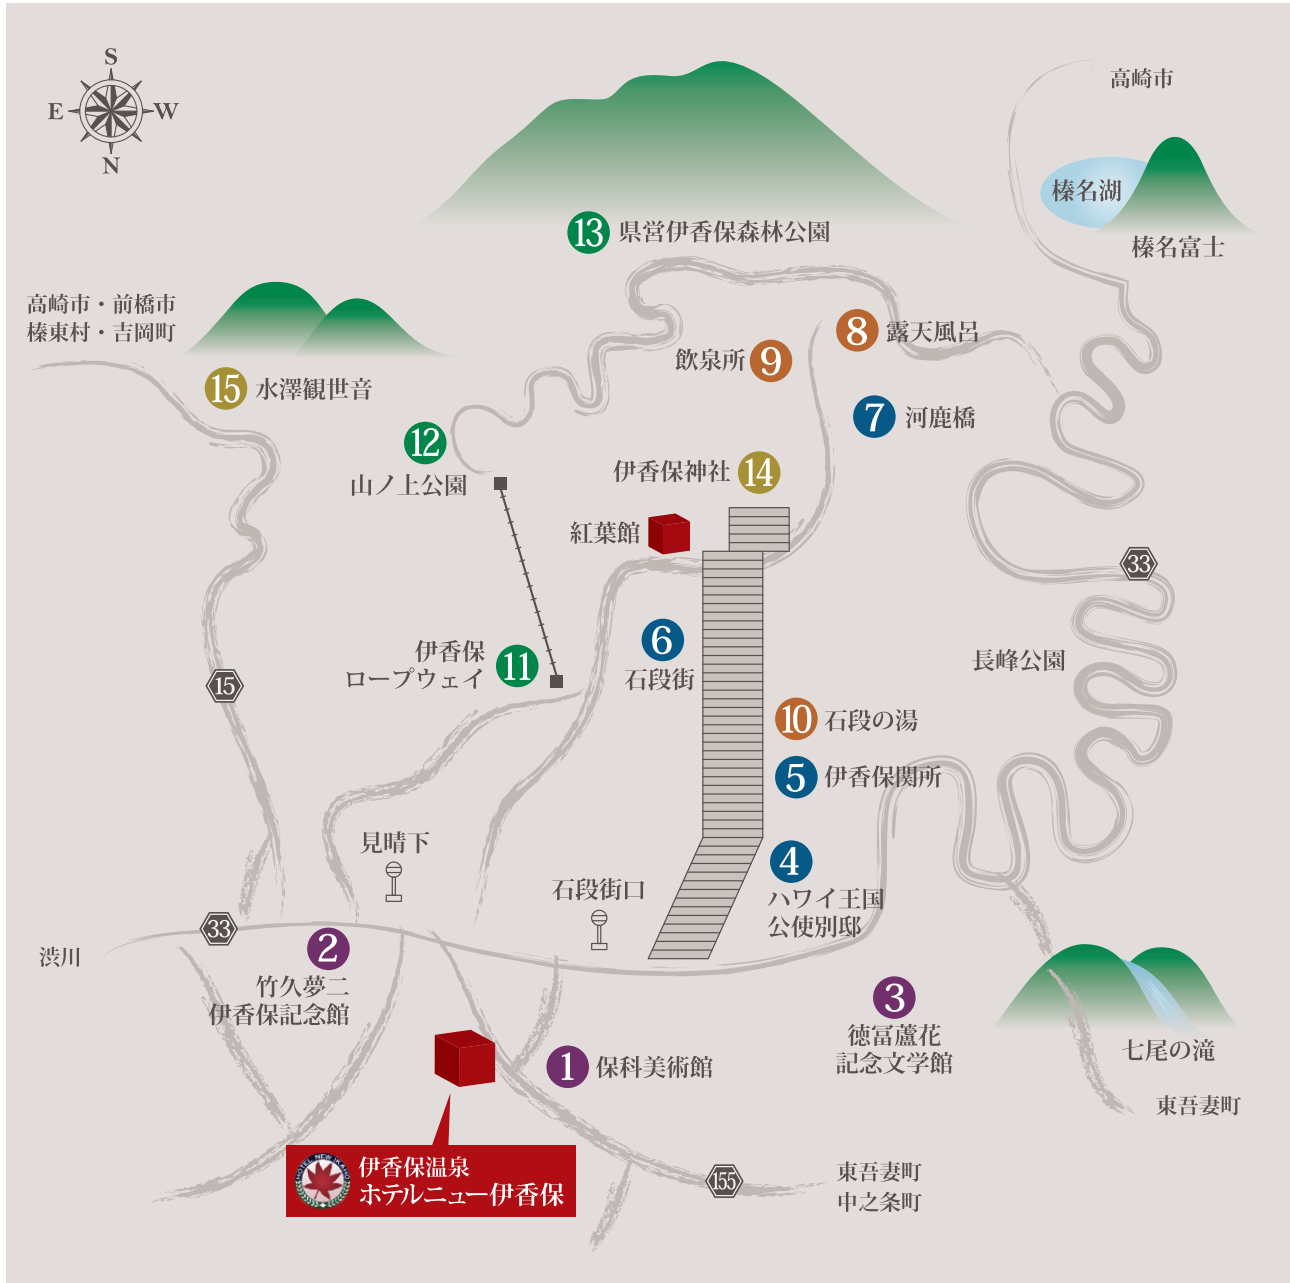 S
E
W
N
高崎市
榛名湖
榛名富士
13 県営伊香保森林公園
高崎市・前橋市
榛東村・吉岡町
15 水澤観世音
8 露天風呂
飲泉所 9
7 河鹿橋
12
山ノ上公園
伊香保神社 14
紅葉館
33
伊香保
ロープウェイ
11
6
石段街
長峰公園
15
10 石段の湯
5 伊香保関所
見晴下
4
ハワイ王国
公使別邸
石段街口
33
渋川
2
竹久夢二
伊香保記念館
3
徳冨蘆花
記念文学館
七尾の滝
1 保科美術館
東吾妻町
HOTEL NEW IKAHO
伊香保温泉
ホテルニュー伊香保
155
東吾妻町
中之条町